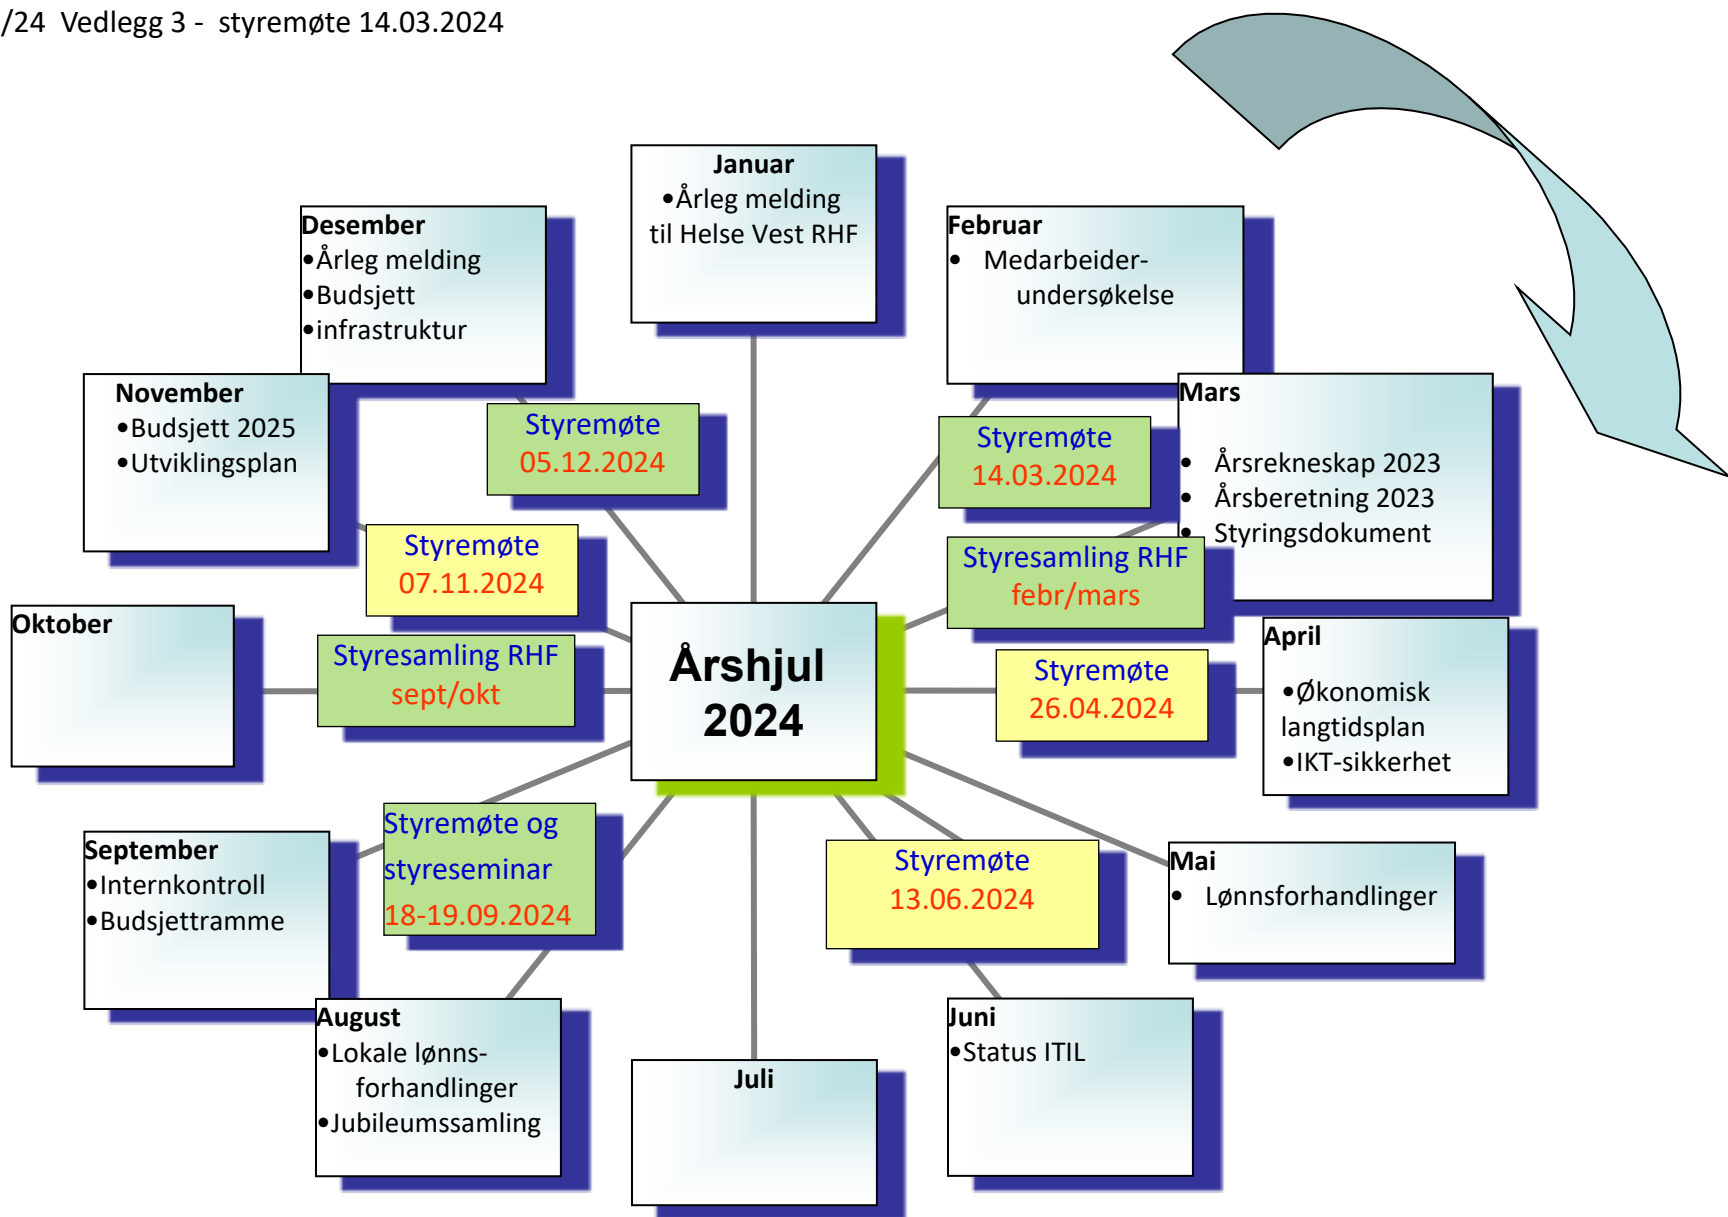 /24 Vedlegg 3 - styremøte 14.03.2024
Januar
•Årleg melding
til Helse Vest RHF
Februar
• Medarbeider-
undersøkelse
Mars
• Årsrekneskap 2023
• Årsberetning 2023
• Styringsdokument
April
•Økonomisk
langtidsplan
•IKT-sikkerhet
Mai
• Lønnsforhandlinger
Juni
•Status ITIL
Juli
August
•Lokale lønns-
forhandlinger
•Jubileumssamling
September
•Internkontroll
•Budsjettramme
Oktober
November
•Budsjett 2025
•Utviklingsplan
Desember
•Årleg melding
•Budsjett
•infrastruktur
Styremøte
14.03.2024
Styresamling RHF
febr/mars
Styremøte
26.04.2024
Styremøte
13.06.2024
Styremøte og
styreseminar
18-19.09.2024
Styresamling RHF
sept/okt
Styremøte
07.11.2024
Styremøte
05.12.2024
Årshjul
2024